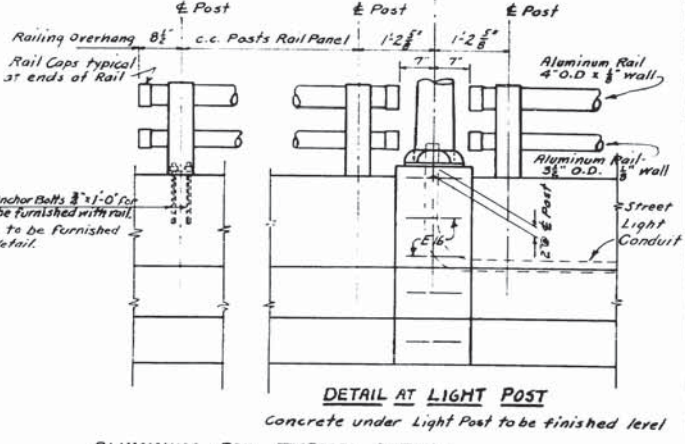 ℄ Post
℄ Post
℄ Post
Railing Overhang
8½"
c.c. Posts Rail Panel
1'-2⅝"
1'-2⅝"
Rail Caps typical
at ends of Rail
7"
7"
Aluminum Rail
4" O.D x ⅛" wall
Aluminum Rail-
3½" O.D. ⅛" wall
Anchor Bolts ¾" x 1'-0" for
be furnished with rail.
to be furnished
detail.
E16
℄ Post
Street
Light
Conduit
DETAIL AT LIGHT POST
Concrete under Light Post to be finished level